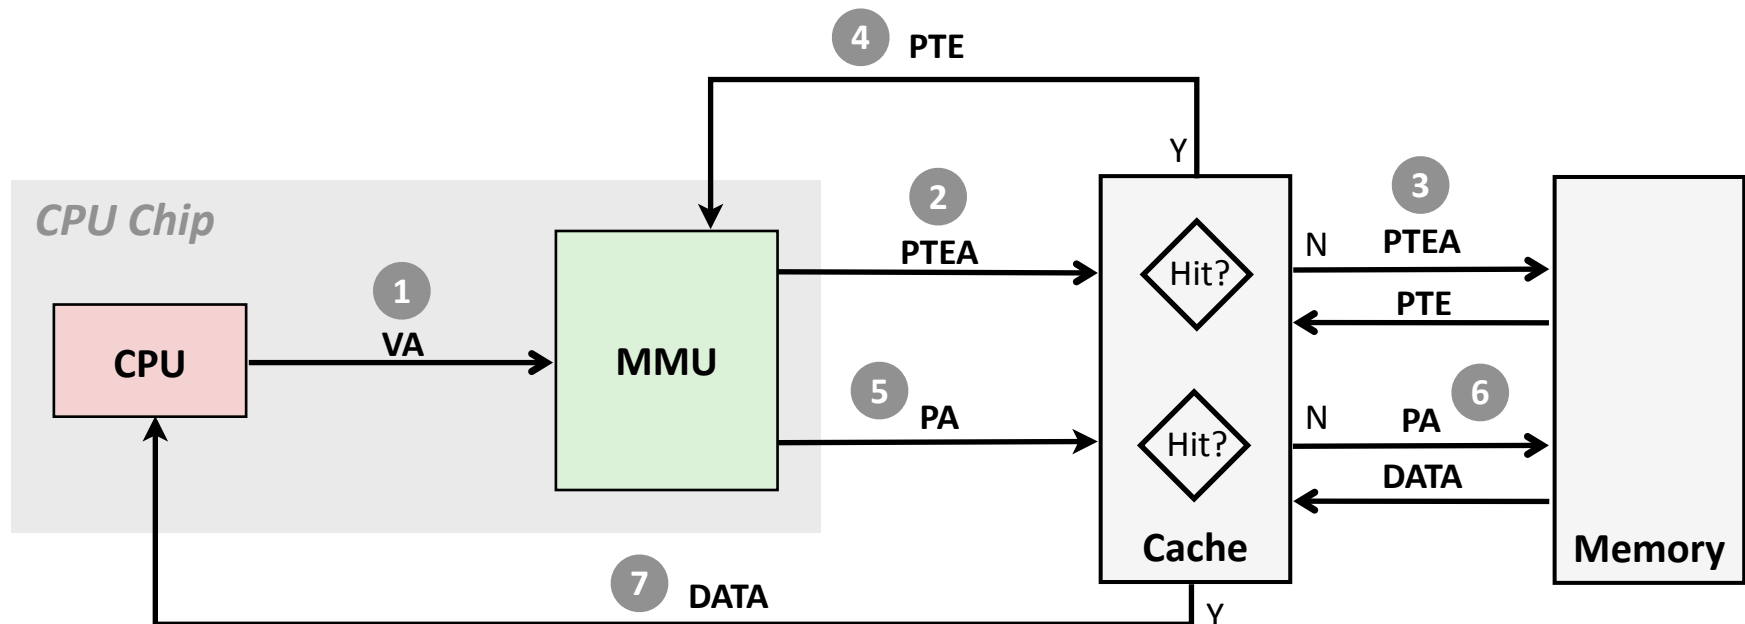 4 PTE
Y
CPU Chip
2
PTEA
3
N PTEA
Hit?
PTE
1
VA
CPU
MMU
5 PA
6
N PA
Hit?
DATA
Cache
Memory
7 DATA
Y